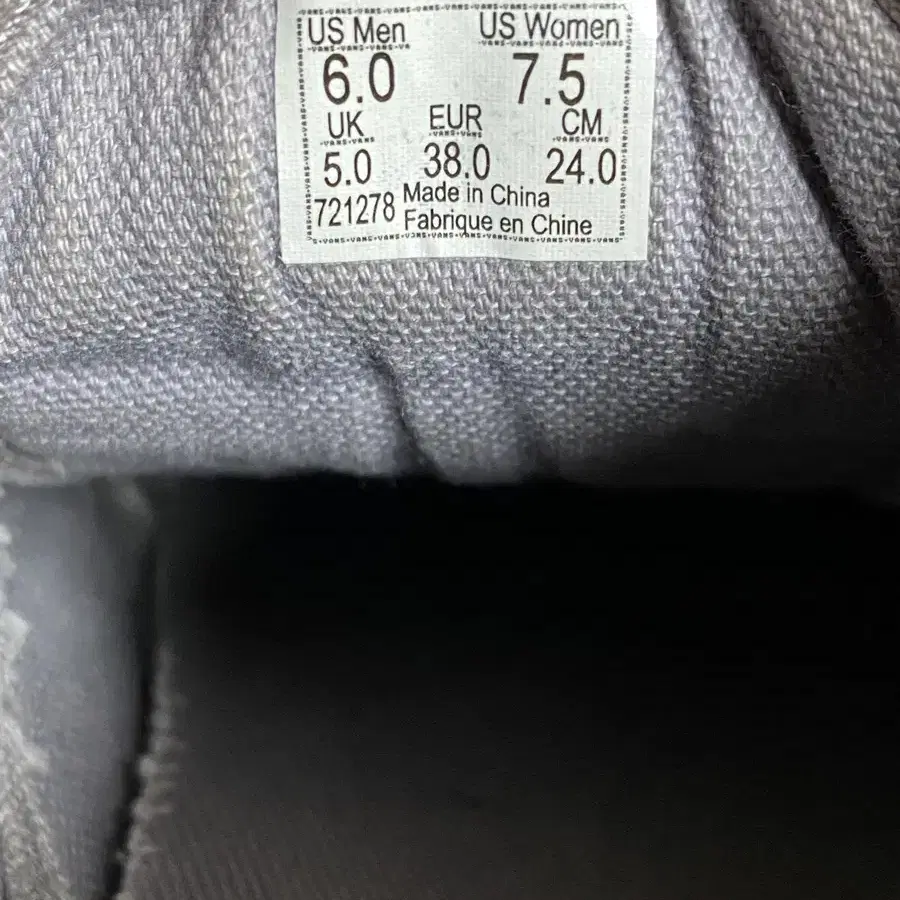 US Men US Women
6.0 7.5
UK EUR CM
5.0 38.0 24.0
721278 Made in China
Fabrique en Chine